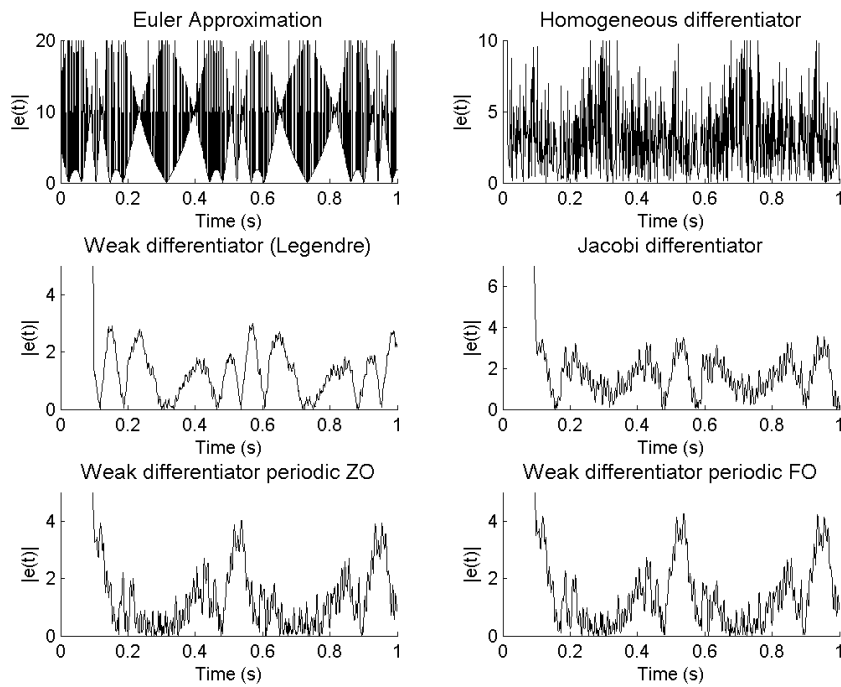 Euler Approximation
20
10
0
|e(t)|
0 0.2 0.4 0.6 0.8 1
Time (s)
Homogeneous differentiator
10
5
0
|e(t)|
0 0.2 0.4 0.6 0.8 1
Time (s)
Weak differentiator (Legendre)
4
2
0
|e(t)|
0 0.2 0.4 0.6 0.8 1
Time (s)
Jacobi differentiator
6
4
2
0
|e(t)|
0 0.2 0.4 0.6 0.8 1
Time (s)
Weak differentiator periodic ZO
4
2
0
|e(t)|
0 0.2 0.4 0.6 0.8 1
Time (s)
Weak differentiator periodic FO
4
2
0
|e(t)|
0 0.2 0.4 0.6 0.8 1
Time (s)